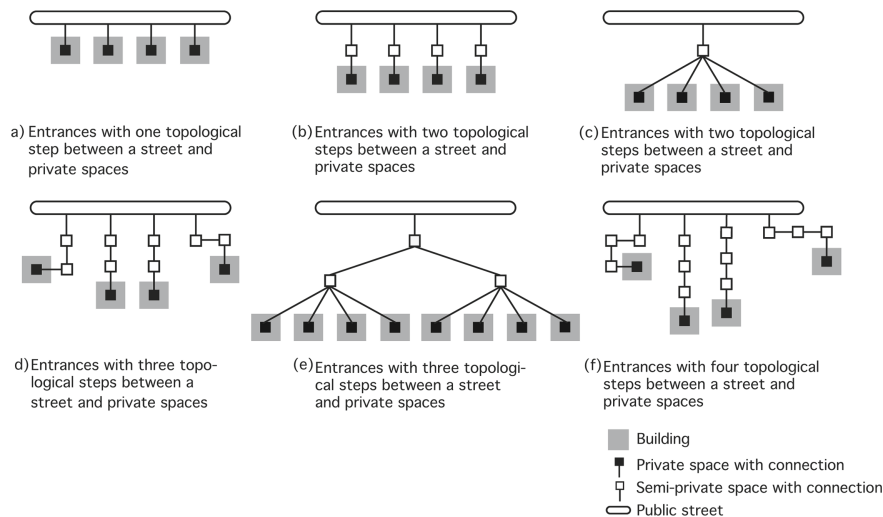 a) Entrances with one topological
step between a street and
private spaces
(b) Entrances with two topological
steps between a street and
private spaces
(c) Entrances with two topological
steps between a street and
private spaces
d) Entrances with three topo-
logical steps between a
street and private spaces
(e) Entrances with three topologi-
cal steps between a street
and private spaces
(f) Entrances with four topological
steps between a street and
private spaces
Building
Private space with connection
Semi-private space with connection
Public street